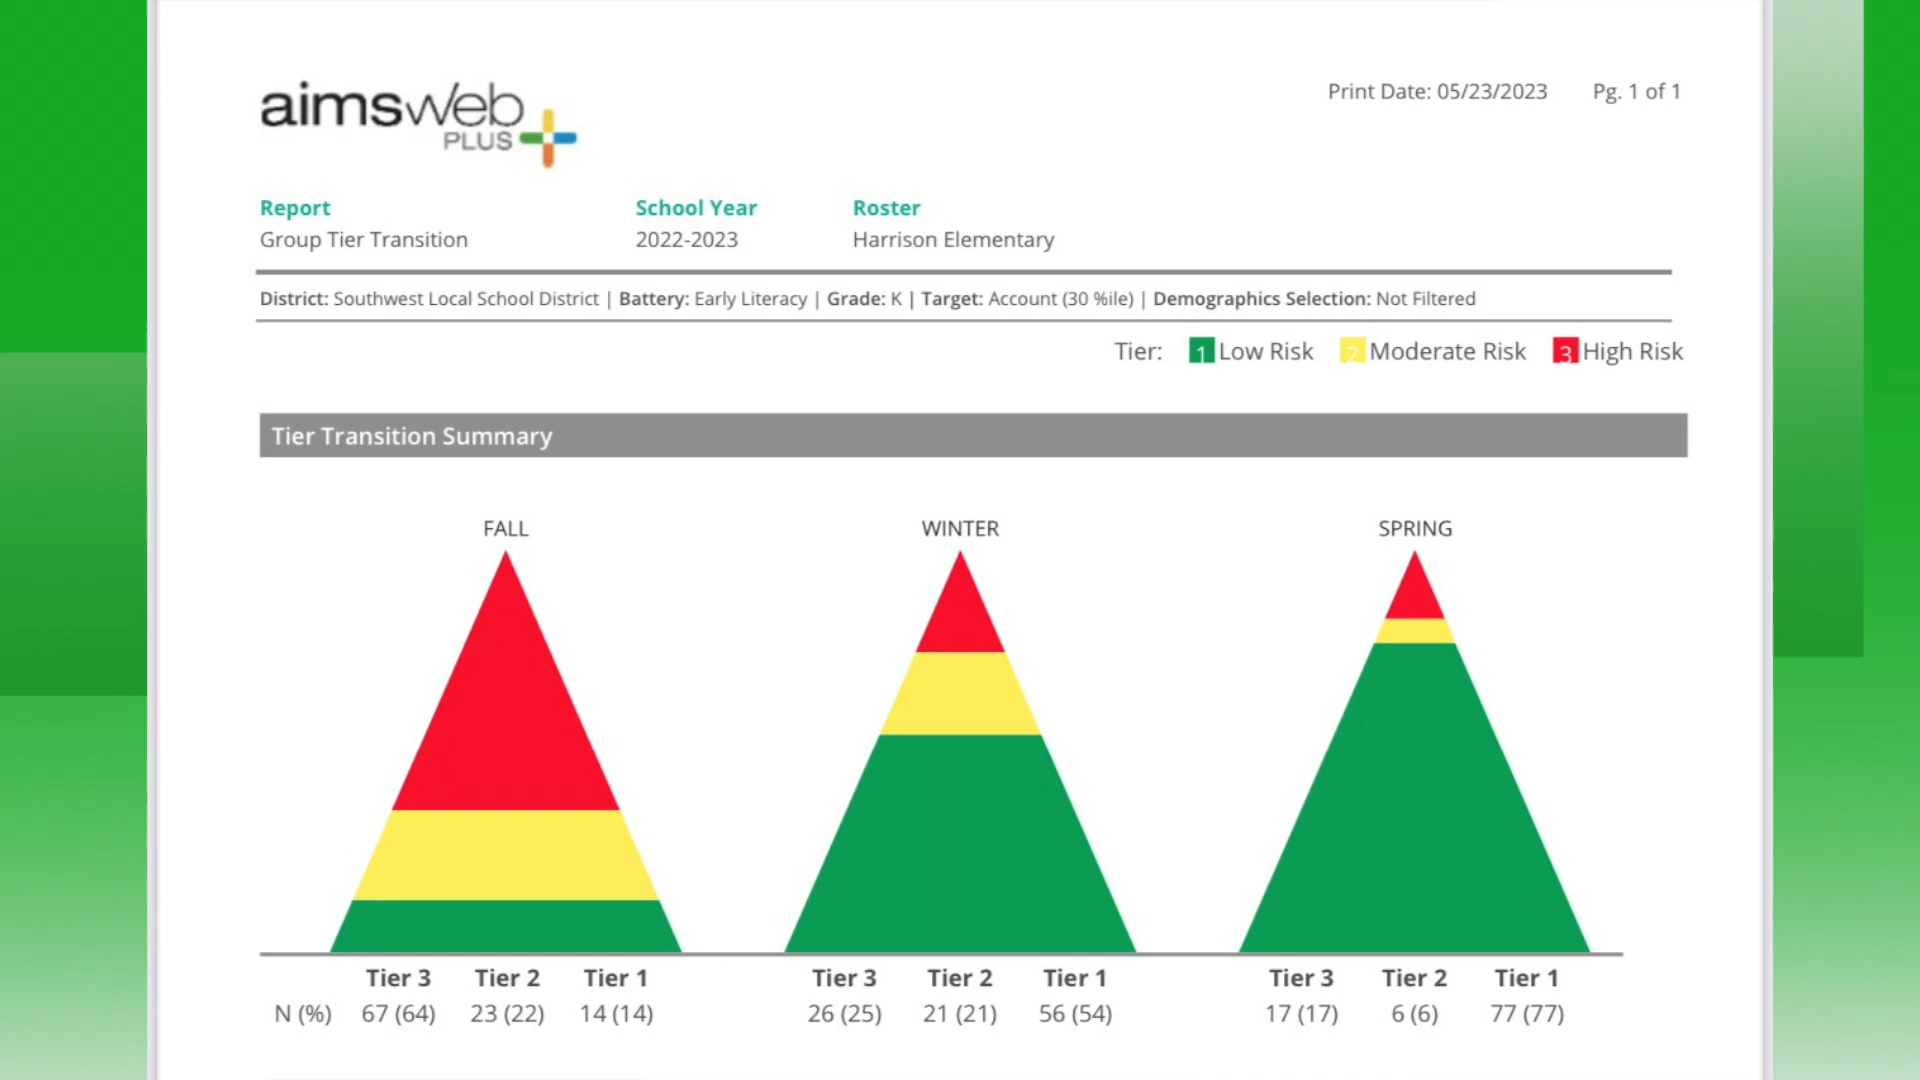 aimsweb
PLUS
Print Date: 05/23/2023 Pg. 1 of 1
Report School Year Roster
Group Tier Transition 2022-2023 Harrison Elementary
District: Southwest Local School District | Battery: Early Literacy | Grade: K | Target: Account (30 %ile) | Demographics Selection: Not Filtered
Tier: 1 Low Risk 2 Moderate Risk 3 High Risk
Tier Transition Summary
FALL WINTER SPRING
Tier 3 Tier 2 Tier 1 Tier 3 Tier 2 Tier 1 Tier 3 Tier 2 Tier 1
N (%) 67 (64) 23 (22) 14 (14) 26 (25) 21 (21) 56 (54) 17 (17) 6 (6) 77 (77)